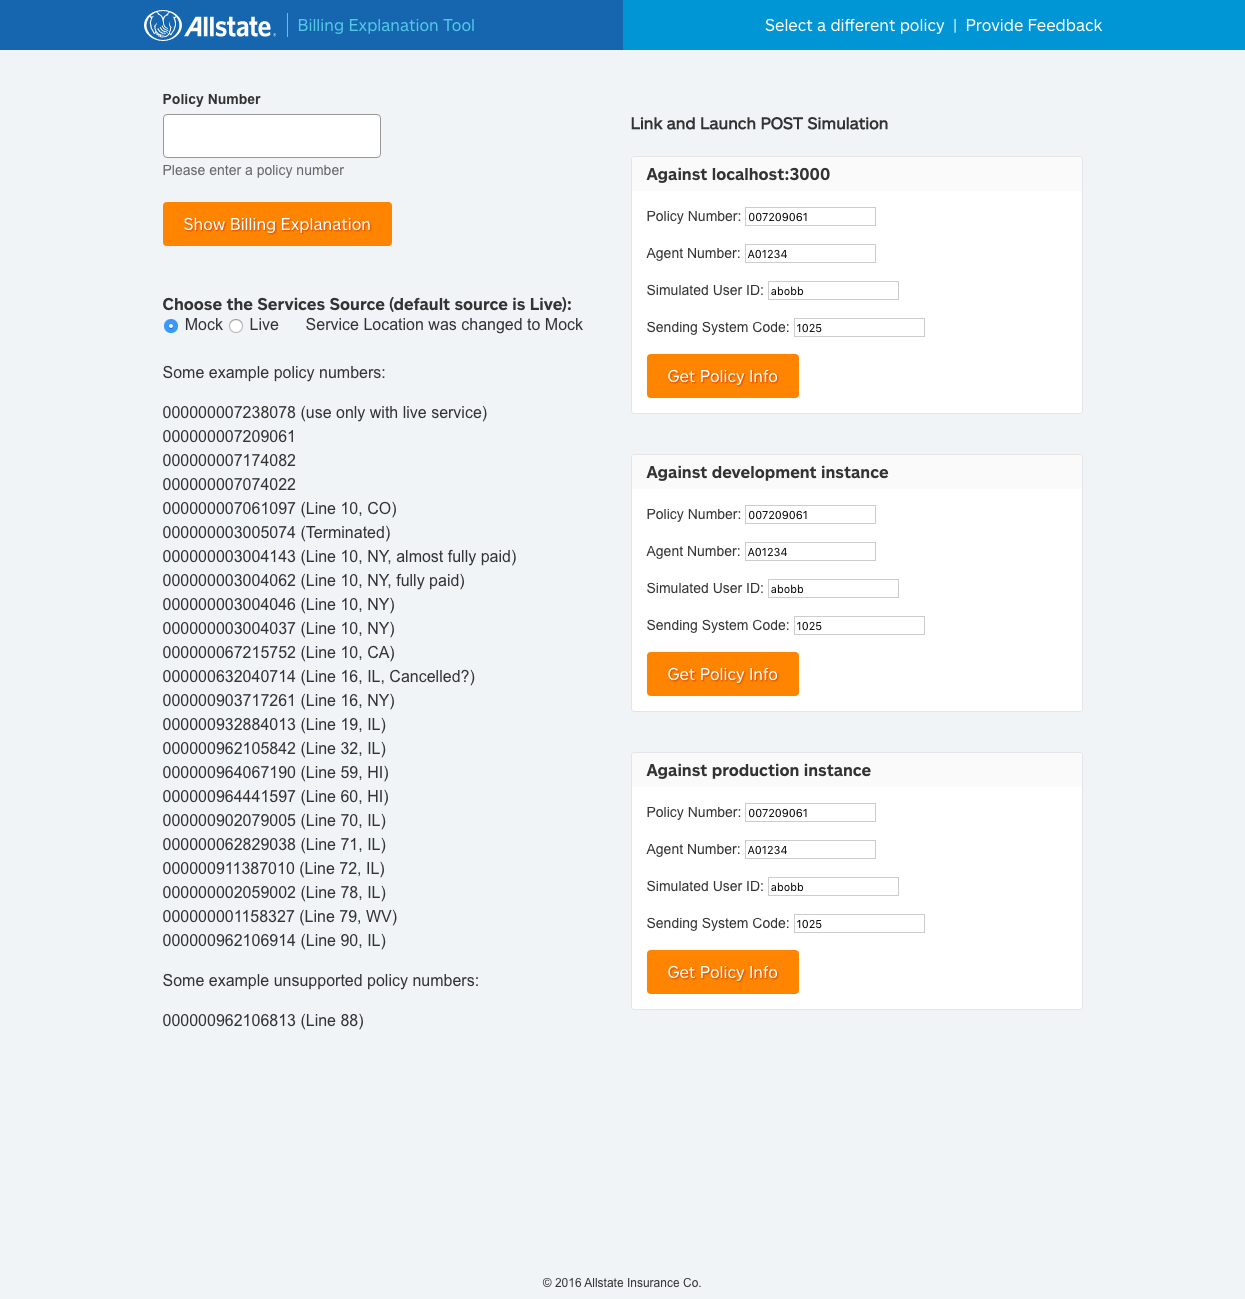 Allstate. Billing Explanation Tool
Select a different policy | Provide Feedback
Policy Number
Please enter a policy number
Show Billing Explanation
Choose the Services Source (default source is Live):
Mock Live Service Location was changed to Mock
Some example policy numbers:
000000007238078 (use only with live service)
000000007209061
000000007174082
000000007074022
000000007061097 (Line 10, CO)
000000003005074 (Terminated)
000000003004143 (Line 10, NY, almost fully paid)
000000003004062 (Line 10, NY, fully paid)
000000003004046 (Line 10, NY)
000000003004037 (Line 10, NY)
000000067215752 (Line 10, CA)
000000632040714 (Line 16, IL, Cancelled?)
000000903717261 (Line 16, NY)
000000932884013 (Line 19, IL)
000000962105842 (Line 32, IL)
000000964067190 (Line 59, HI)
000000964441597 (Line 60, HI)
000000902079005 (Line 70, IL)
000000062829038 (Line 71, IL)
000000911387010 (Line 72, IL)
000000002059002 (Line 78, IL)
000000001158327 (Line 79, WV)
000000962106914 (Line 90, IL)
Some example unsupported policy numbers:
000000962106813 (Line 88)
Link and Launch POST Simulation
Against localhost:3000
Policy Number: 007209061
Agent Number: A01234
Simulated User ID: abobb
Sending System Code: 1025
Get Policy Info
Against development instance
Policy Number: 007209061
Agent Number: A01234
Simulated User ID: abobb
Sending System Code: 1025
Get Policy Info
Against production instance
Policy Number: 007209061
Agent Number: A01234
Simulated User ID: abobb
Sending System Code: 1025
Get Policy Info
© 2016 Allstate Insurance Co.